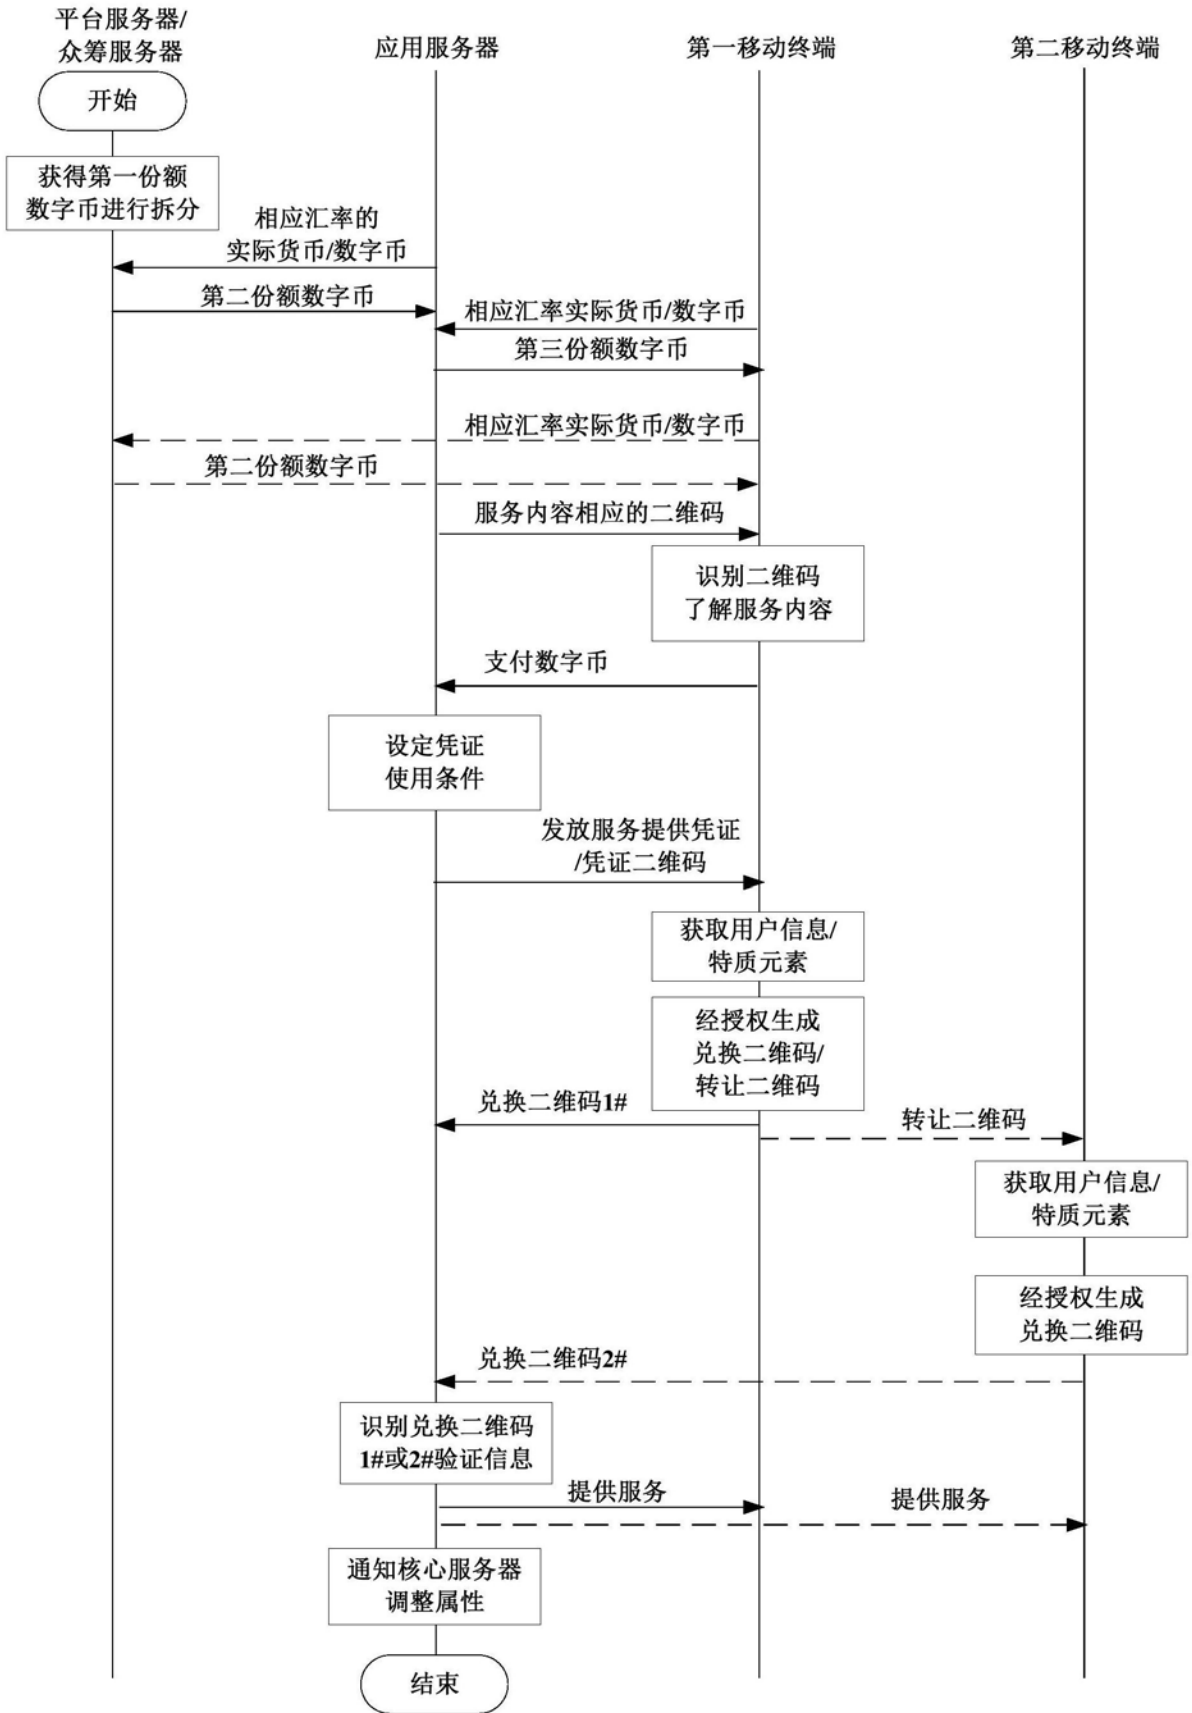 平台服务器/
众筹服务器
应用服务器
第一移动终端
第二移动终端
开始
获得第一份额
数字币进行拆分
相应汇率的
实际货币/数字币
第二份额数字币
相应汇率实际货币/数字币
第三份额数字币
相应汇率实际货币/数字币
第二份额数字币
服务内容相应的二维码
识别二维码
了解服务内容
支付数字币
设定凭证
使用条件
发放服务提供凭证
/凭证二维码
获取用户信息/
特质元素
经授权生成
兑换二维码/
转让二维码
兑换二维码1#
转让二维码
获取用户信息/
特质元素
经授权生成
兑换二维码
兑换二维码2#
识别兑换二维码
1#或2#验证信息
提供服务
提供服务
通知核心服务器
调整属性
结束